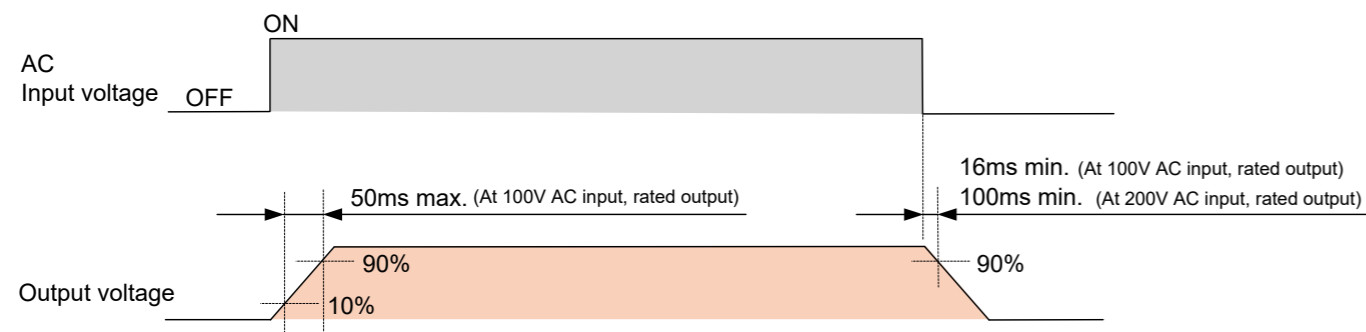 ON
AC
Input voltage
OFF
16ms min. (At 100V AC input, rated output)
50ms max. (At 100V AC input, rated output)
100ms min. (At 200V AC input, rated output)
90%
90%
Output voltage
10%